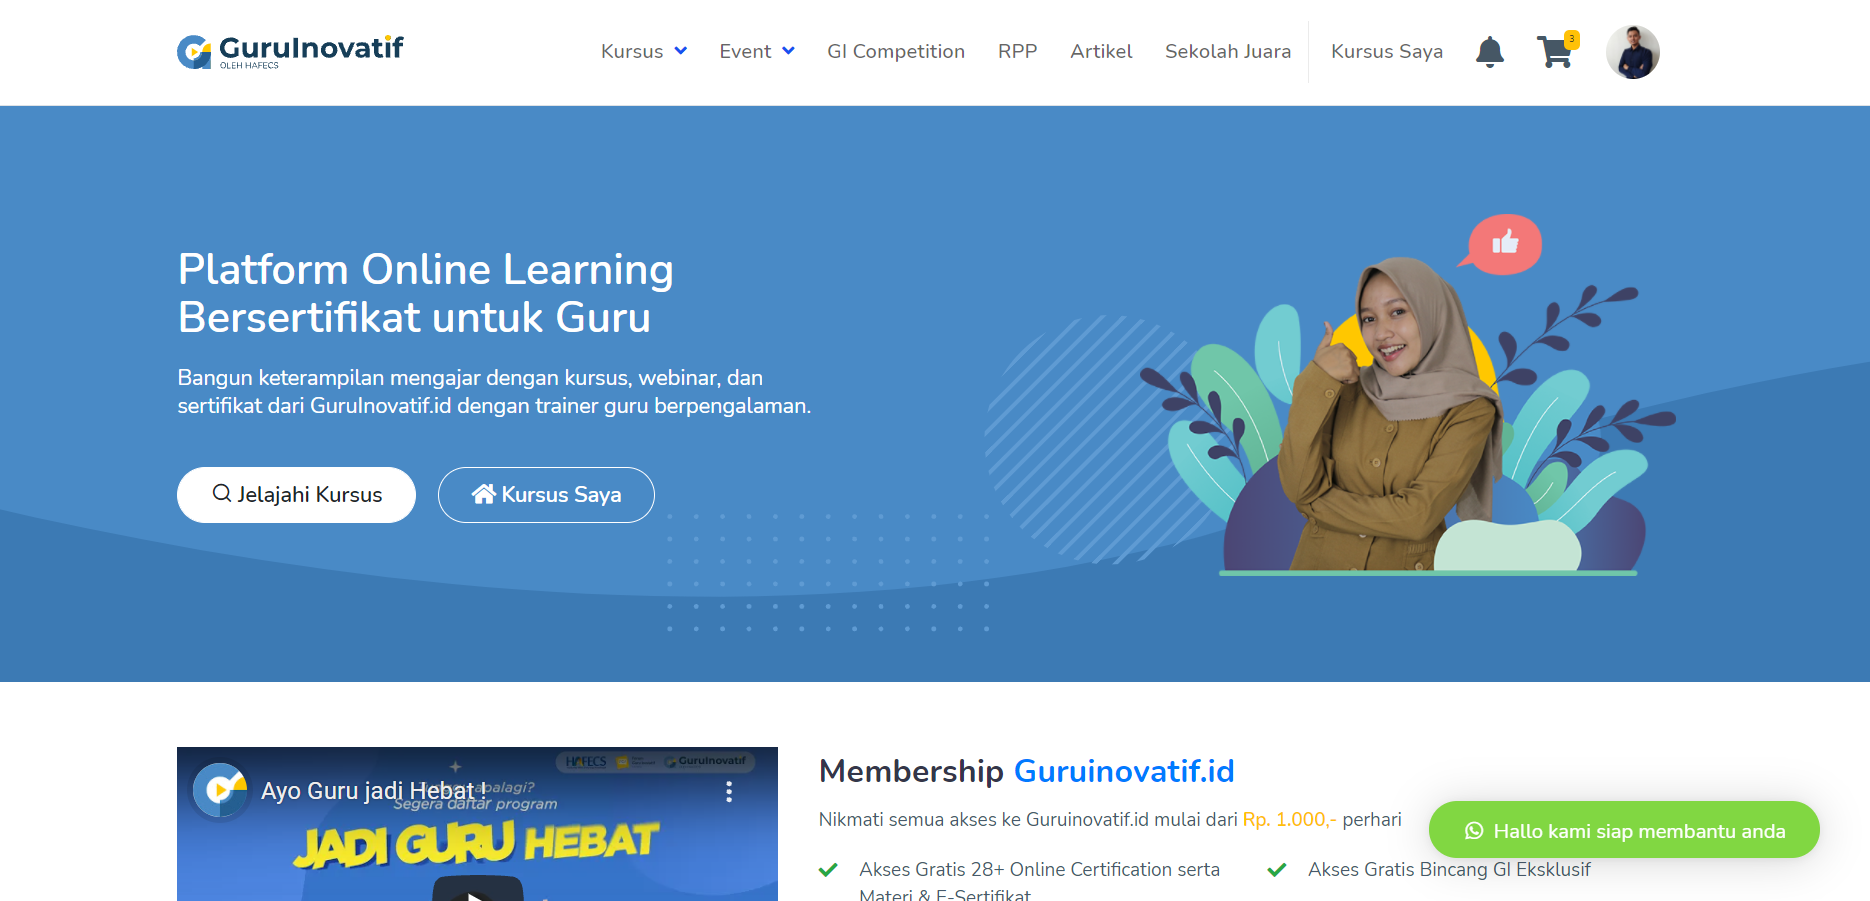 GuruInovatif
OLEH HAFECS
Kursus
Event
GI Competition
RPP
Artikel
Sekolah Juara
Kursus Saya
3
Platform Online Learning
Bersertifikat untuk Guru
Bangun keterampilan mengajar dengan kursus, webinar, dan
sertifikat dari GuruInovatif.id dengan trainer guru berpengalaman.
Jelajahi Kursus
Kursus Saya
HAFECS
GuruInovatif
Ayo Guru jadi Hebat !
apalagi?
Segera daftar program
JADI GURU HEBAT
Membership Guruinovatif.id
Nikmati semua akses ke Guruinovatif.id mulai dari Rp. 1.000,- perhari
Akses Gratis 28+ Online Certification serta
Materi & E-Sertifikat
Akses Gratis Bincang GI Eksklusif
Hallo kami siap membantu anda